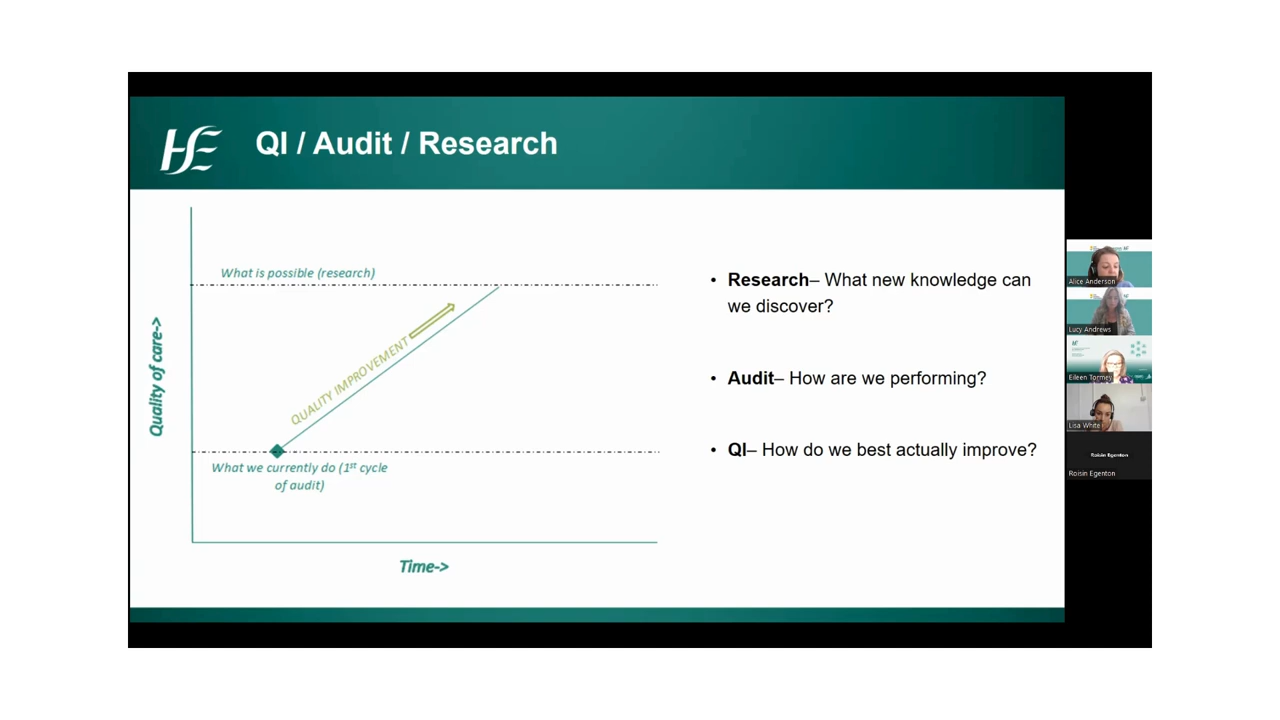 HSE
QI / Audit / Research
What is possible (research)
Quality of care->
QUALITY IMPROVEMENT
What we currently do (1st cycle
of audit)
Time->
• Research– What new knowledge can
we discover?
• Audit– How are we performing?
• QI– How do we best actually improve?
Alice Anderson
Lucy Andrews
Eileen Tormey
Lisa White
Roisin Egenton
Roisin Egenton